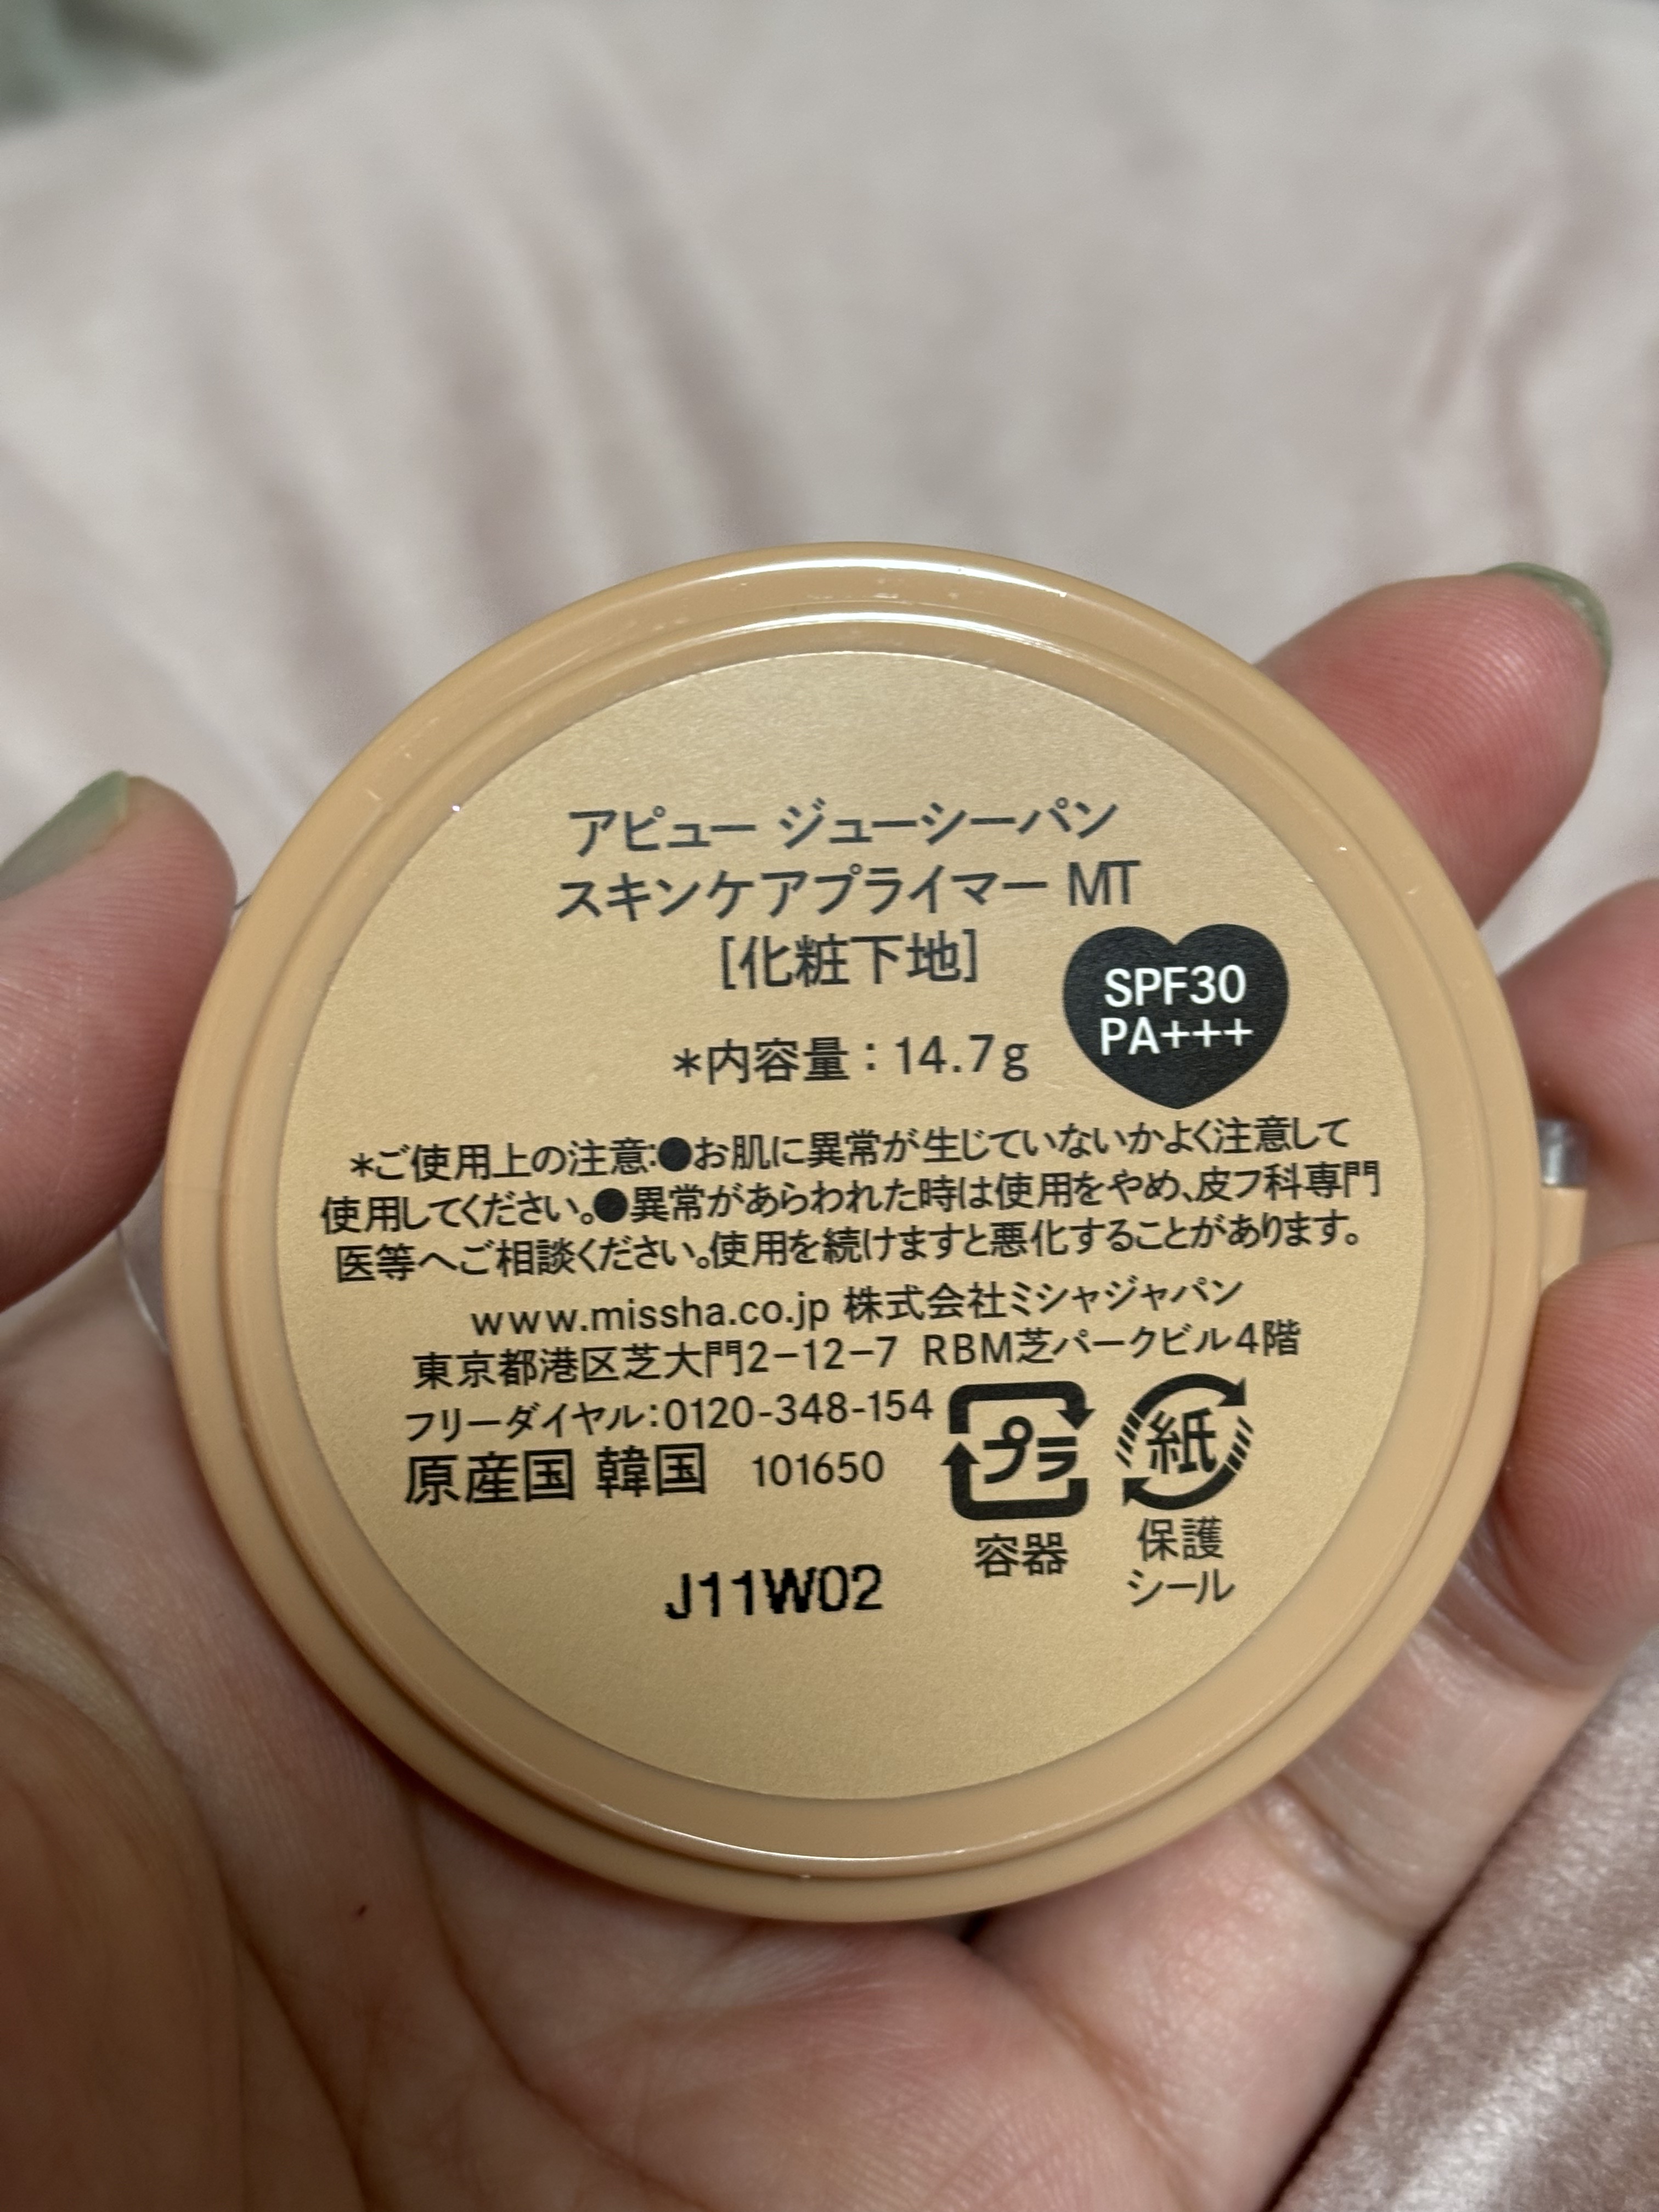 アピュー ジューシーパン
スキンケアプライマー MT
[化粧下地]
SPF30
PA+++
*内容量：14.7g
*ご使用上の注意:●お肌に異常が生じていないかよく注意して
使用してください。●異常があらわれた時は使用をやめ、皮フ科専門
医等へご相談ください。使用を続けますと悪化することがあります。
www.missha.co.jp 株式会社ミシャジャパン
東京都港区芝大門2-12-7 RBM芝パークビル4階
フリーダイヤル:0120-348-154
原産国 韓国 101650
プラ
容器
紙
保護
シール
J11W02